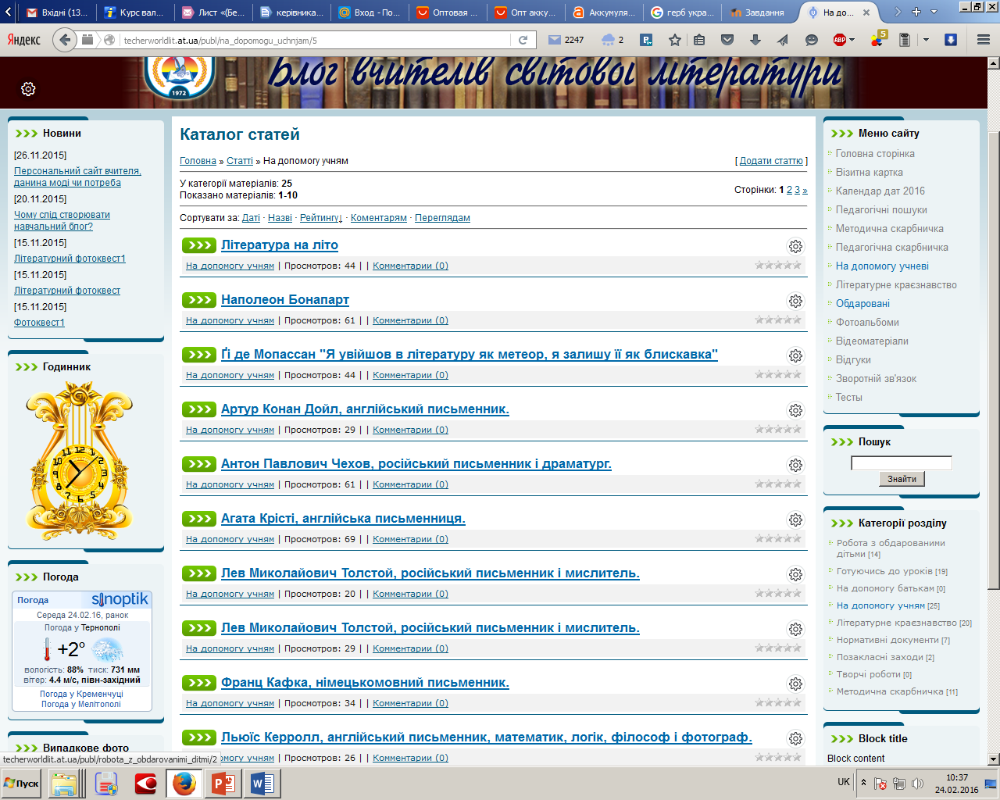 Вхідні (13...
Курс вал...
Лист «(Бе...
керівника...
Вход - По...
Оптовая ...
Опт акку...
Аккумуля...
герб укра...
Завдання
На до...
Яндекс
techerworldlit.at.ua/publ/na_dopomogu_uchnjam/5
2247
2
ABP
5
1972
Блог вчителів світової літератури
Новини
[26.11.2015]
Персональний сайт вчителя,
данина моді чи потреба
[20.11.2015]
Чому слід створювати
навчальний блог?
[15.11.2015]
Літературний фотоквест1
[15.11.2015]
Літературний фотоквест
[15.11.2015]
Фотоквест1
Годинник
Погода
Погода sinoptik
Середа 24.02.16, ранок
Погода у Тернополі
+2°
вологість: 88% тиск: 731 мм
вітер: 4.4 м/с, півн-західний
Погода у Кременчуці
Погода у Мелітополі
Випадкове фото
Каталог статей
Головна » Статті » На допомогу учням
[ Додати статтю ]
У категорії матеріалів: 25
Показано матеріалів: 1-10
Сторінки: 1 2 3 »
Сортувати за: Даті · Назві · Рейтингу↓ · Коментарям · Переглядам
Література на літо
На допомогу учням | Просмотров: 44 | | Комментарии (0)
Наполеон Бонапарт
На допомогу учням | Просмотров: 61 | | Комментарии (0)
Ґі де Мопассан "Я увійшов в літературу як метеор, я залишу її як блискавка"
На допомогу учням | Просмотров: 44 | | Комментарии (0)
Артур Конан Дойл, англійський письменник.
На допомогу учням | Просмотров: 29 | | Комментарии (0)
Антон Павлович Чехов, російський письменник і драматург.
На допомогу учням | Просмотров: 61 | | Комментарии (0)
Агата Крісті, англійська письменниця.
На допомогу учням | Просмотров: 69 | | Комментарии (0)
Лев Миколайович Толстой, російський письменник і мислитель.
На допомогу учням | Просмотров: 20 | | Комментарии (0)
Лев Миколайович Толстой, російський письменник і мислитель.
На допомогу учням | Просмотров: 29 | | Комментарии (0)
Франц Кафка, німецькомовний письменник.
На допомогу учням | Просмотров: 34 | | Комментарии (0)
Льюїс Керролл, англійський письменник, математик, логік, філософ і фотограф.
помогу учням | Просмотров: 26 | | Комментарии (0)
Меню сайту
Головна сторінка
Візитна картка
Календар дат 2016
Педагогічні пошуки
Методична скарбничка
Педагогічна скарбничка
На допомогу учневі
Літературне краєзнавство
Обдаровані
Фотоальбоми
Відеоматеріали
Відгуки
Зворотній зв'язок
Тесты
Пошук
Знайти
Категорії розділу
Робота з обдарованими
дітьми [14]
Готуючись до уроків [19]
На допомогу батькам [0]
На допомогу учням [25]
Літературне краєзнавство [20]
Нормативні документи [7]
Позакласні заходи [2]
Творчі роботи [0]
Методична скарбничка [11]
Block title
Block content
techerworldlit.at.ua/publ/robota_z_obdarovanimi_ditmi/2
Пуск
UK
10:37
24.02.2016